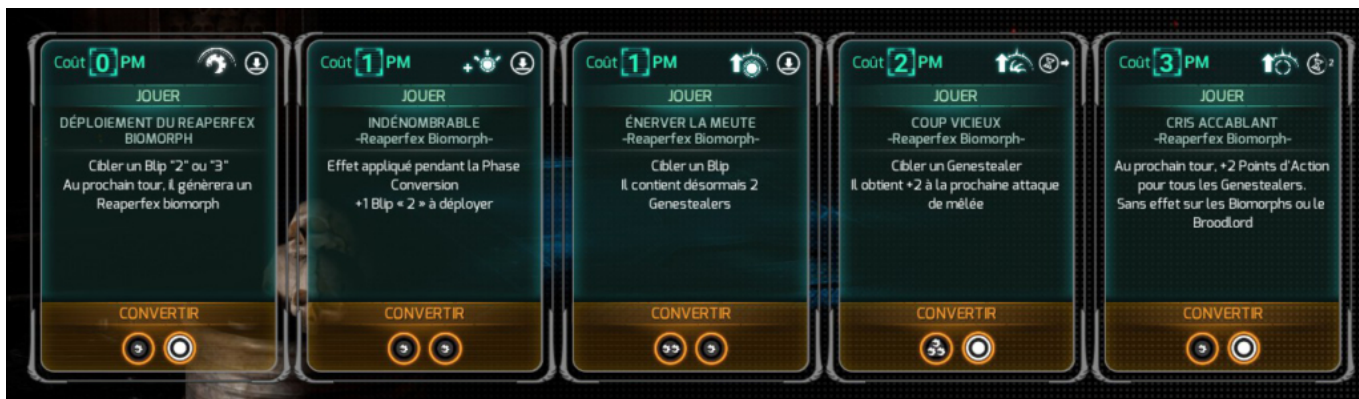 Coût 0 PM
JOUER
DÉPLOIEMENT DU REAPERFEX
BIOMORPH
Cibler un Blip "2" ou "3"
Au prochain tour, il génèrera un
Reaperfex biomorph
CONVERTIR
Coût 1 PM
JOUER
INDÉNOMBRABLE
-Reaperfex Biomorph-
Effet appliqué pendant la Phase
Conversion
+1 Blip « 2 » à déployer
CONVERTIR
Coût 1 PM
JOUER
ÉNERVER LA MEUTE
-Reaperfex Biomorph-
Cibler un Blip
Il contient désormais 2
Genestealers
CONVERTIR
Coût 2 PM
JOUER
COUP VICIEUX
-Reaperfex Biomorph-
Cibler un Genestealer
Il obtient +2 à la prochaine attaque
de mêlée
CONVERTIR
Coût 3 PM 2
JOUER
CRIS ACCABLANT
-Reaperfex Biomorph-
Au prochain tour, +2 Points d'Action
pour tous les Genestealers.
Sans effet sur les Biomorphs ou le
Broodlord
CONVERTIR